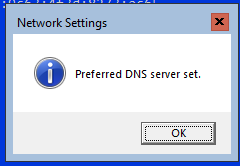 Network Settings
Preferred DNS server set.
OK